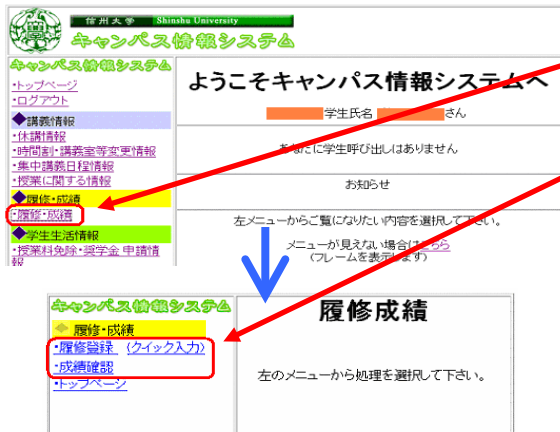 信州大学 Shinshu University
キャンパス情報システム
キャンパス情報システム
・トップページ
・ログアウト
◆講義情報
・休講情報
・時間割・講義室等変更情報
・集中講義日程情報
・授業に関する情報
◆履修・成績
・履修・成績
◆学生生活情報
・授業料免除・奨学金申請情
報
ようこそキャンパス情報システムへ
学生氏名 さん
あなたに学生呼び出しはありません
お知らせ
左メニューからご覧になりたい内容を選択して下さい。
メニューが見えない場合はこちら
(フレームを表示します)
キャンパス情報システム
◆ 履修・成績
・履修登録 (クイック入力)
・成績確認
・トップページ
履修成績
左のメニューから処理を選択して下さい。